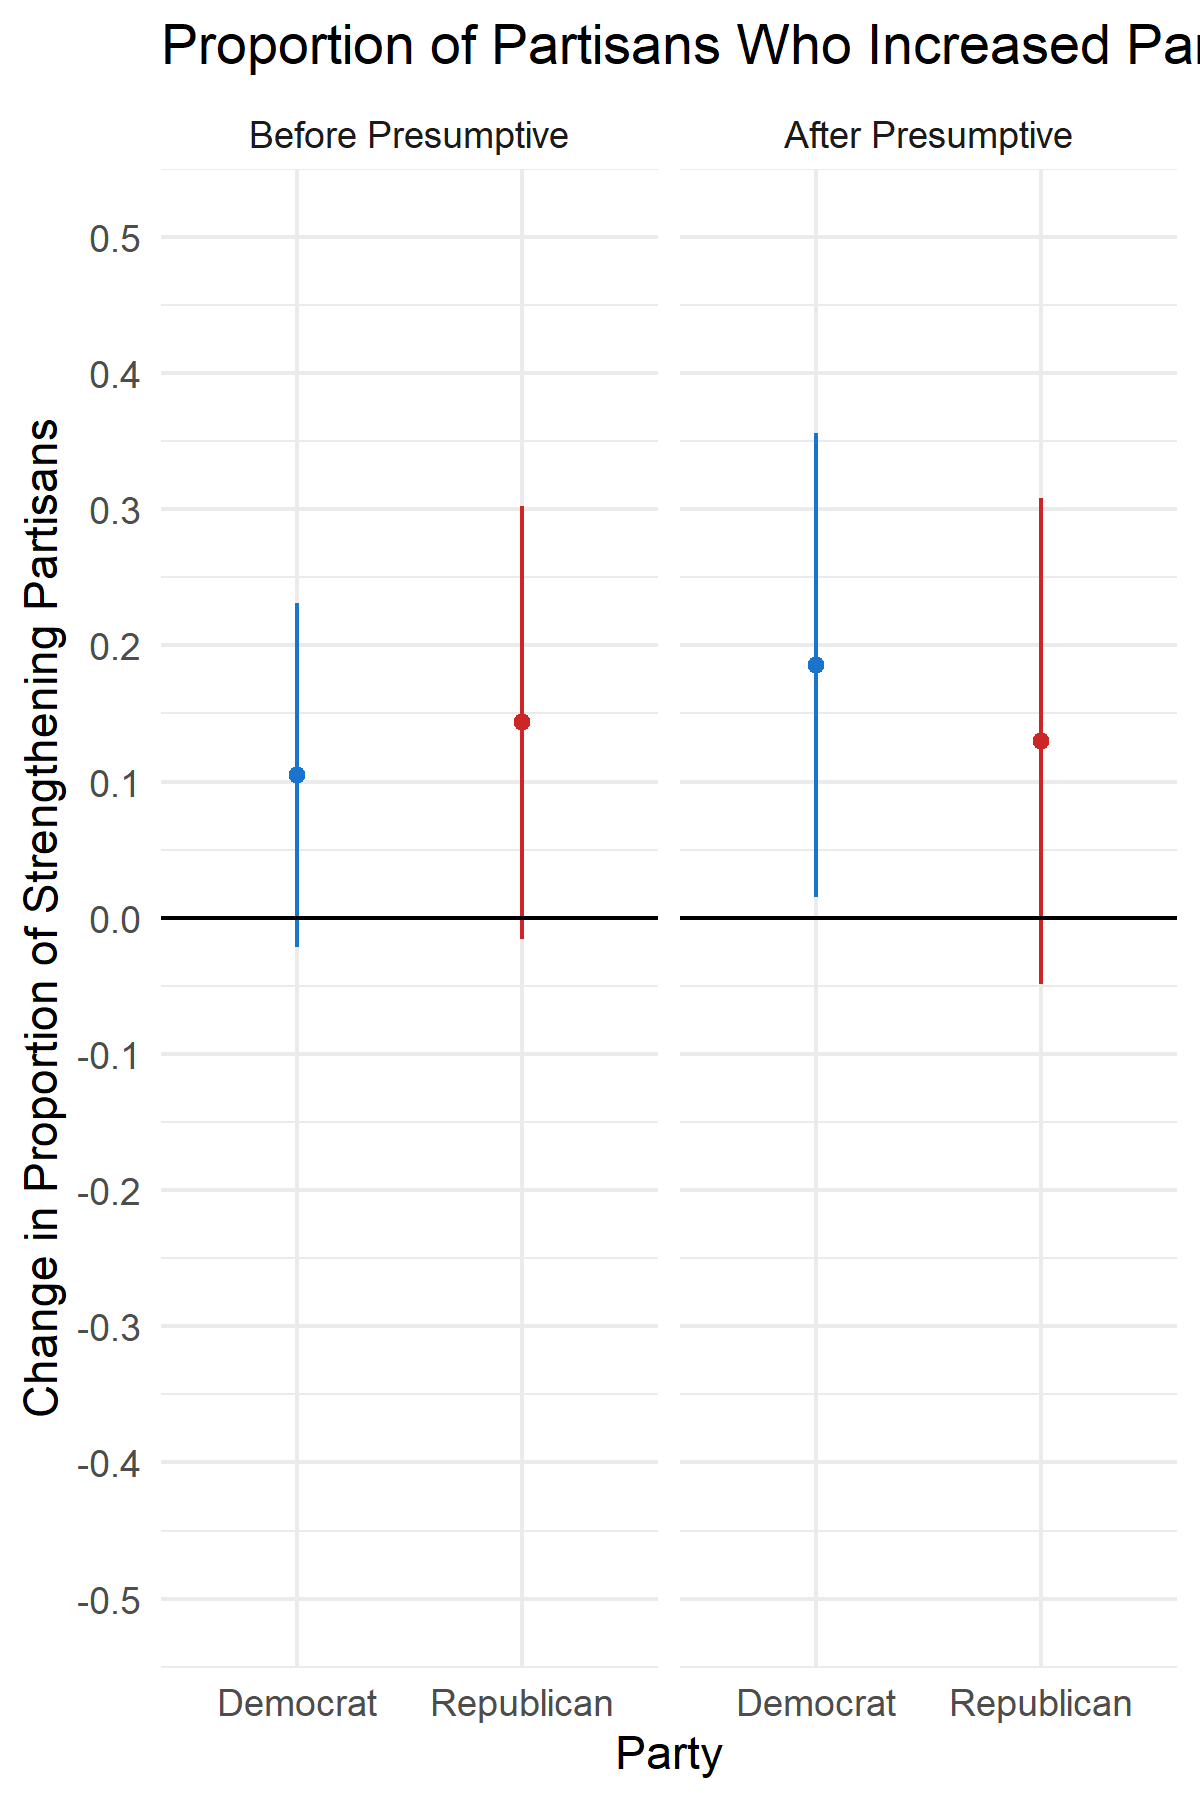 Proportion of Partisans Who Increased
Before Presumptive
After Presumptive
Change in Proportion of Strengthening Partisans
0.5
0.4
0.3
0.2
0.1
0.0
-0.1
-0.2
-0.3
-0.4
-0.5
Democrat
Republican
Democrat
Republican
Party